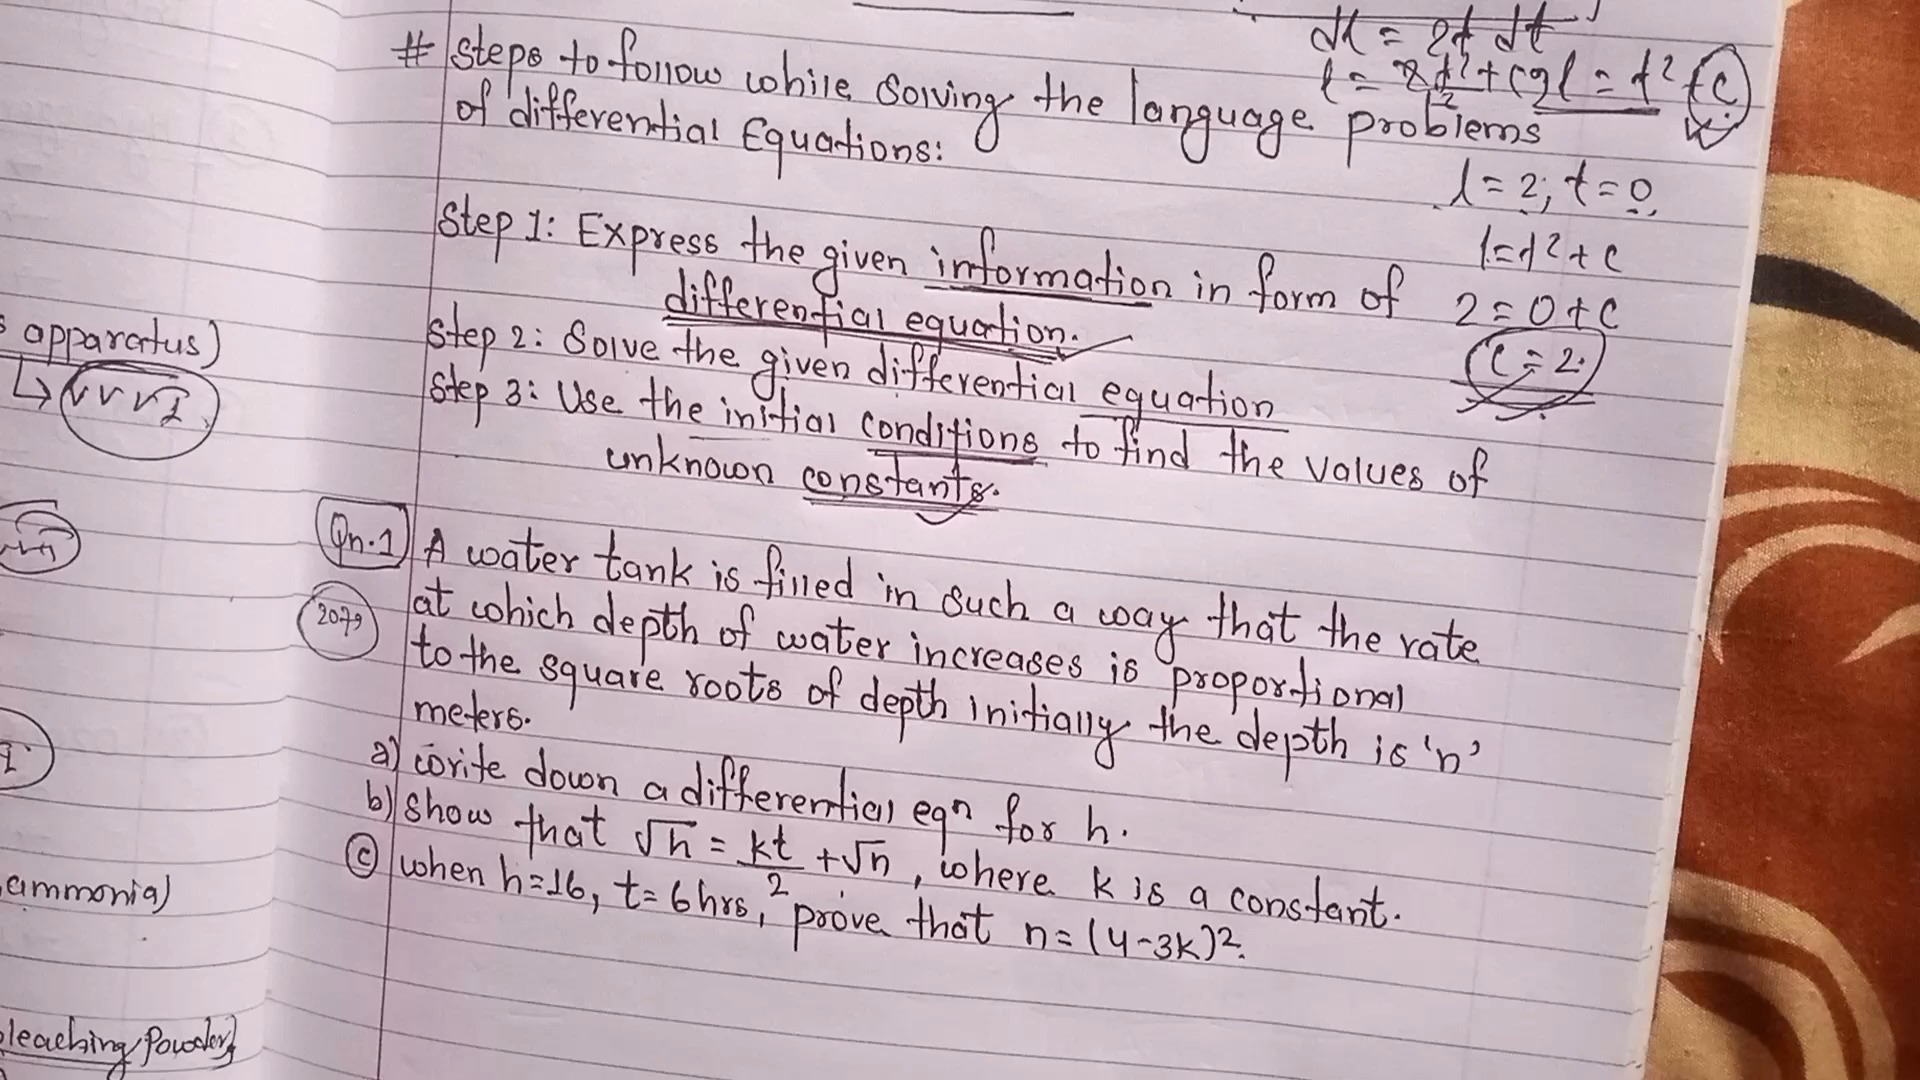 dl = 2t dt
# Steps to follow while solving the language problems
of differential Equations:
l = t² + c
l = 2; t = 0
l = t² + c
2 = 0 + c
c = 2.
Step 1: Express the given information in form of
differential equation.
Step 2: Solve the given differential equation
Step 3: Use the initial conditions to find the values of
unknown constants.
s apparatus)
↳ v v v I
Qn.1 A water tank is filled in such a way that the rate
2079 at which depth of water increases is proportional
to the square roots of depth initially the depth is 'n'
meters.
a) write down a differential eqn for h.
b) show that √h = kt/2 + √n, where k is a constant.
c) when h=16, t=6hrs, prove that n=(4-3k)².
ammonia)
leaching Powder)